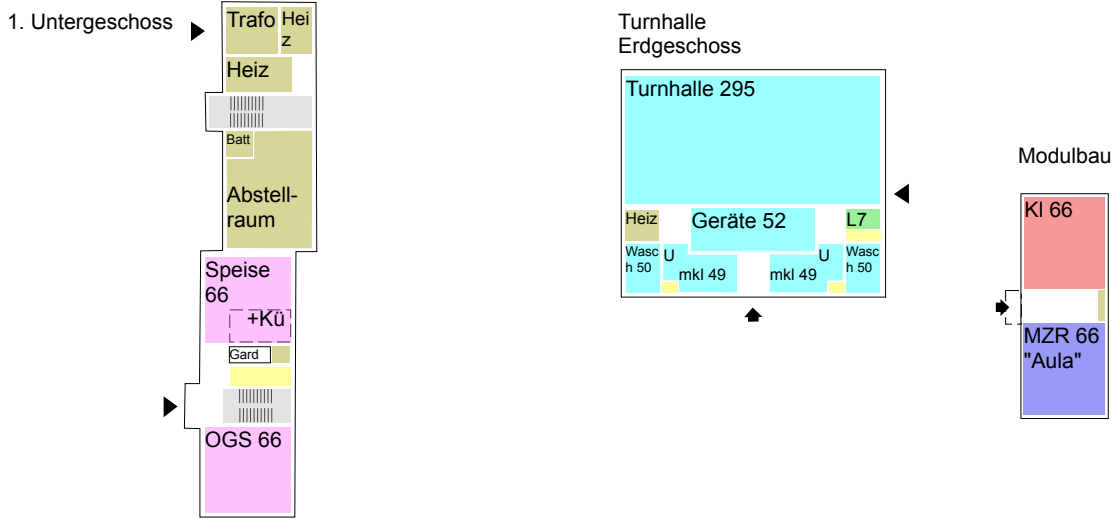 1. Untergeschoss
Trafo
Hei
z
Heiz
Batt
Abstell-
raum
Speise
66
+Kü
Gard
OGS 66
Turnhalle
Erdgeschoss
Turnhalle 295
Heiz
Geräte 52
L7
Wasc
h 50
U
mkl 49
mkl 49
U
Wasc
h 50
Modulbau
Kl 66
MZR 66
"Aula"